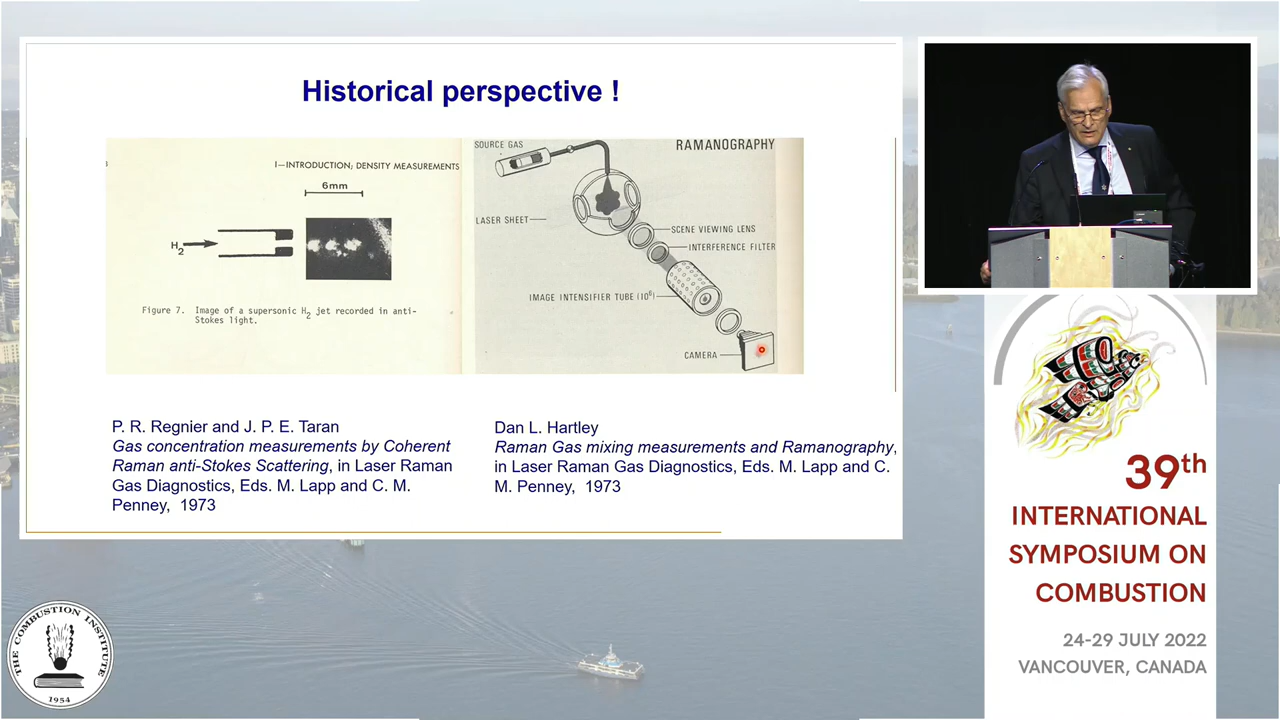 Historical perspective !
I—INTRODUCTION; DENSITY MEASUREMENTS
6mm
H2
Figure 7. Image of a supersonic H2 jet recorded in anti-
Stokes light.
RAMANOGRAPHY
SOURCE GAS
LASER SHEET
SCENE VIEWING LENS
INTERFERENCE FILTER
IMAGE INTENSIFIER TUBE (10⁶)
CAMERA
P. R. Regnier and J. P. E. Taran
Gas concentration measurements by Coherent
Raman anti-Stokes Scattering, in Laser Raman
Gas Diagnostics, Eds. M. Lapp and C. M.
Penney, 1973
Dan L. Hartley
Raman Gas mixing measurements and Ramanography,
in Laser Raman Gas Diagnostics, Eds. M. Lapp and C.
M. Penney, 1973
39th
INTERNATIONAL
SYMPOSIUM ON
COMBUSTION
24-29 JULY 2022
VANCOUVER, CANADA
THE COMBUSTION INSTITUTE
1954